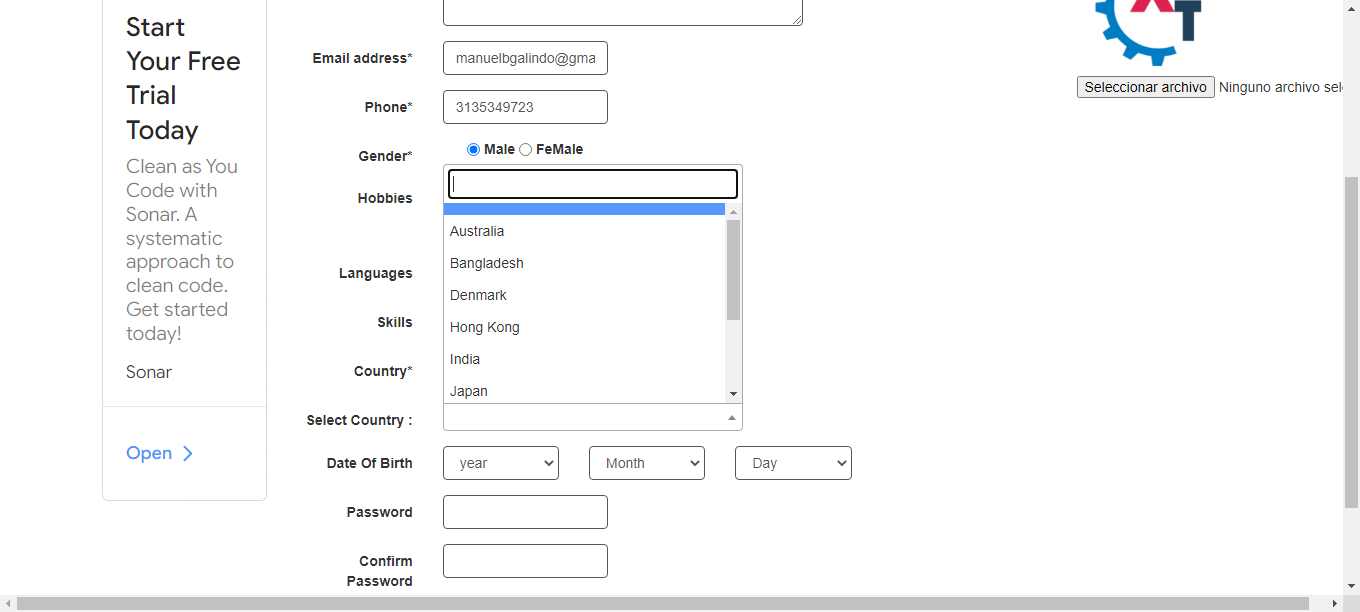 Start
Your Free
Trial
Today
Clean as You
Code with
Sonar. A
systematic
approach to
clean code.
Get started
today!
Sonar
Open
Email address*
manuelbgalindo@gma
Phone*
3135349723
Gender*
Male FeMale
Hobbies
Languages
Skills
Country*
Australia
Bangladesh
Denmark
Hong Kong
India
Japan
Select Country :
Date Of Birth
year Month Day
Password
Confirm
Password
Seleccionar archivo Ninguno archivo sel